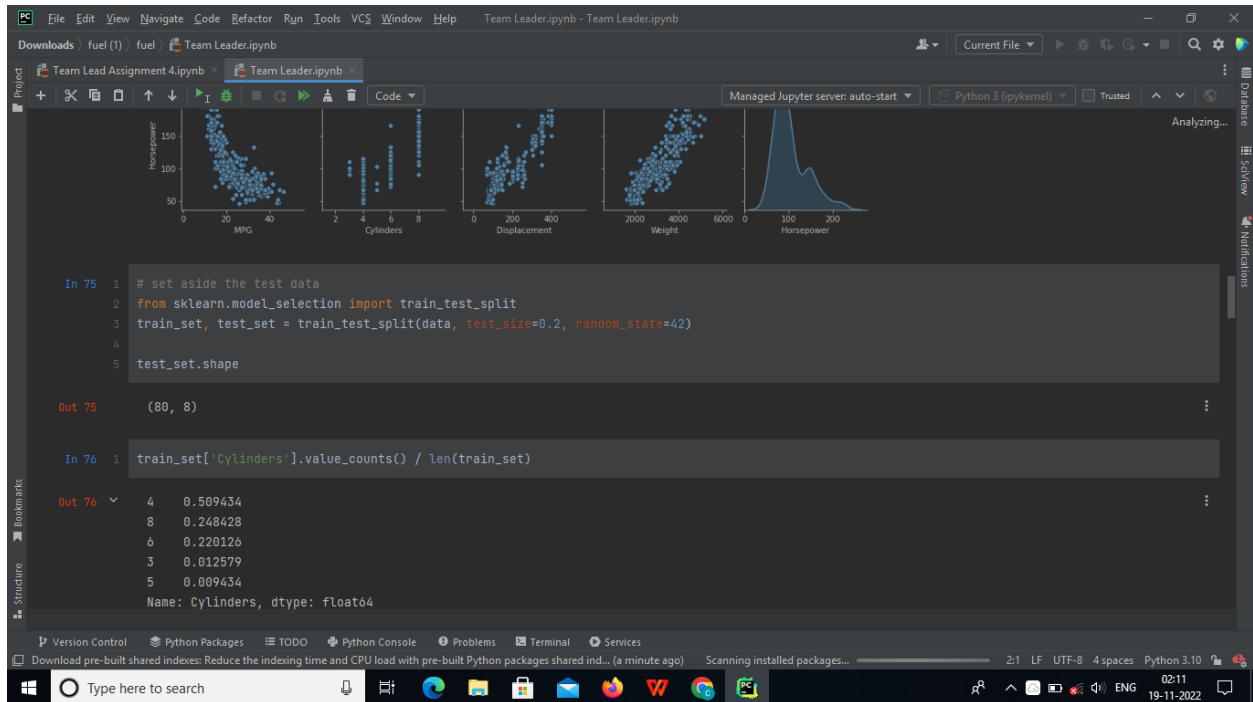 PC File Edit View Navigate Code Refactor Run Tools VCS Window Help Team Leader.ipynb - Team Leader.ipynb
Downloads fuel (1) fuel Team Leader.ipynb Current File
Team Lead Assignment 4.ipynb Team Leader.ipynb
Code Managed Jupyter server: auto-start Python 3 (ipykernel) Trusted
Project
Database
SciView
Notifications
Analyzing...
Horsepower
150
100
50
0 20 40 2 4 6 8 0 200 400 2000 4000 6000 0 100 200
MPG Cylinders Displacement Weight Horsepower
In 75 1 # set aside the test data
2 from sklearn.model_selection import train_test_split
3 train_set, test_set = train_test_split(data, test_size=0.2, random_state=42)
4
5 test_set.shape
Out 75 (80, 8)
In 76 1 train_set['Cylinders'].value_counts() / len(train_set)
Out 76 4 0.509434
8 0.248428
6 0.220126
3 0.012579
5 0.009434
Name: Cylinders, dtype: float64
Bookmarks
Structure
Version Control Python Packages TODO Python Console Problems Terminal Services
Download pre-built shared indexes: Reduce the indexing time and CPU load with pre-built Python packages shared ind... (a minute ago) Scanning installed packages... 2:1 LF UTF-8 4 spaces Python 3.10
Type here to search ENG 02:11
19-11-2022